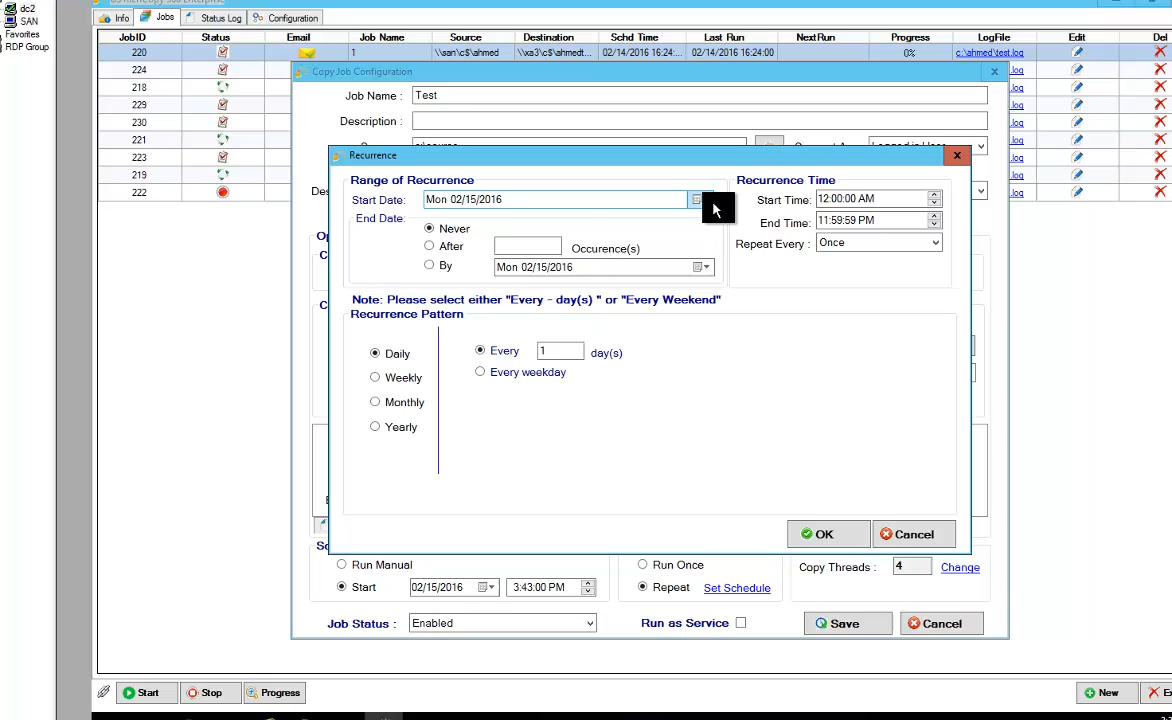 dc2
SAN
Favorites
RDP Group
Info
Jobs
Status Log
Configuration
JobID Status Email Job Name Source Destination Schd Time Last Run NextRun Progress LogFile Edit Del
220 1 \\san\c$\ahmed \\xa3\c$\ahmedt... 02/14/2016 16:24:... 02/14/2016 16:24:00 0% c:\ahmed\test.log
224 .log
218 .log
229 .log
230 .log
221 .log
223 .log
219 .log
222 .log
Copy Job Configuration
Job Name : Test
Description :
Recurrence
Range of Recurrence
Start Date: Mon 02/15/2016
End Date:
Never
After Occurence(s)
By Mon 02/15/2016
Recurrence Time
Start Time: 12:00:00 AM
End Time: 11:59:59 PM
Repeat Every : Once
Note: Please select either "Every - day(s) " or "Every Weekend"
Recurrence Pattern
Daily
Weekly
Monthly
Yearly
Every 1 day(s)
Every weekday
OK
Cancel
Run Manual
Start 02/15/2016 3:43:00 PM
Run Once
Repeat Set Schedule
Copy Threads : 4 Change
Job Status : Enabled
Run as Service
Save
Cancel
Start
Stop
Progress
New